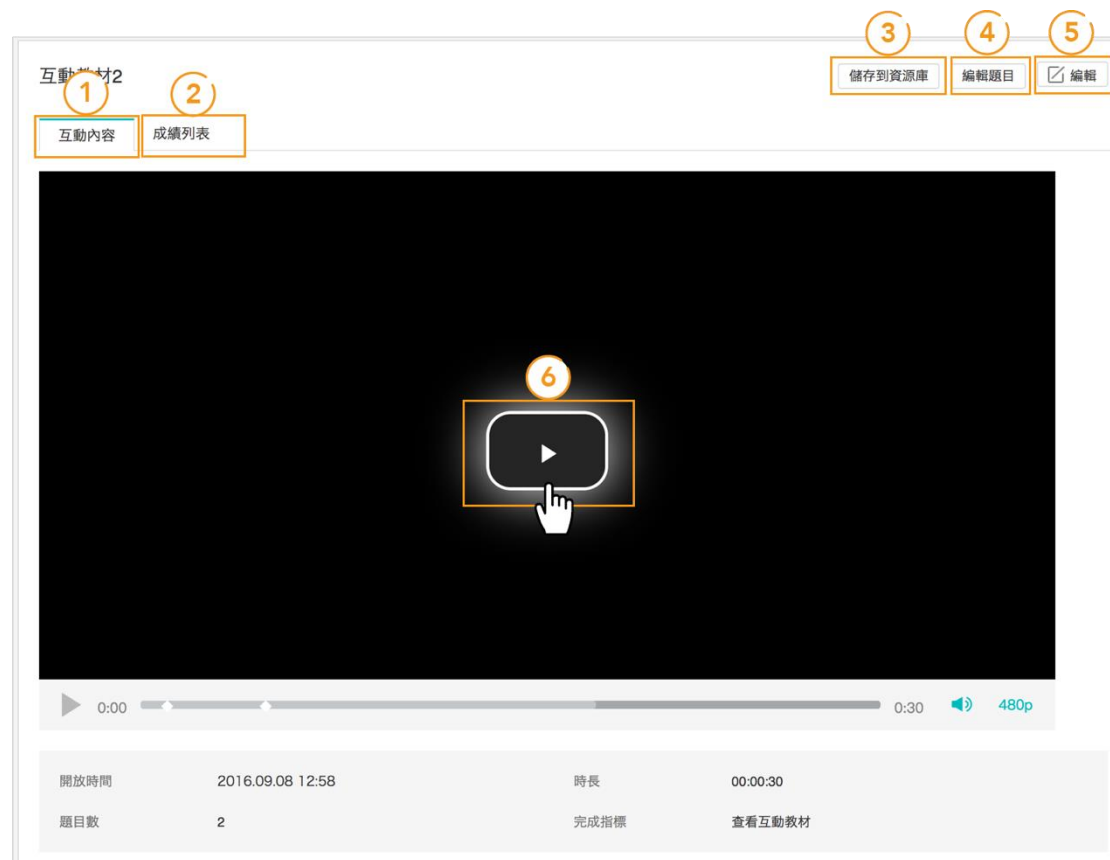 3 4 5
互動教材2 儲存到資源庫 編輯題目 編輯
1 2
互動內容 成績列表
6
0:00 0:30 480p
開放時間 2016.09.08 12:58 時長 00:00:30
題目數 2 完成指標 查看互動教材